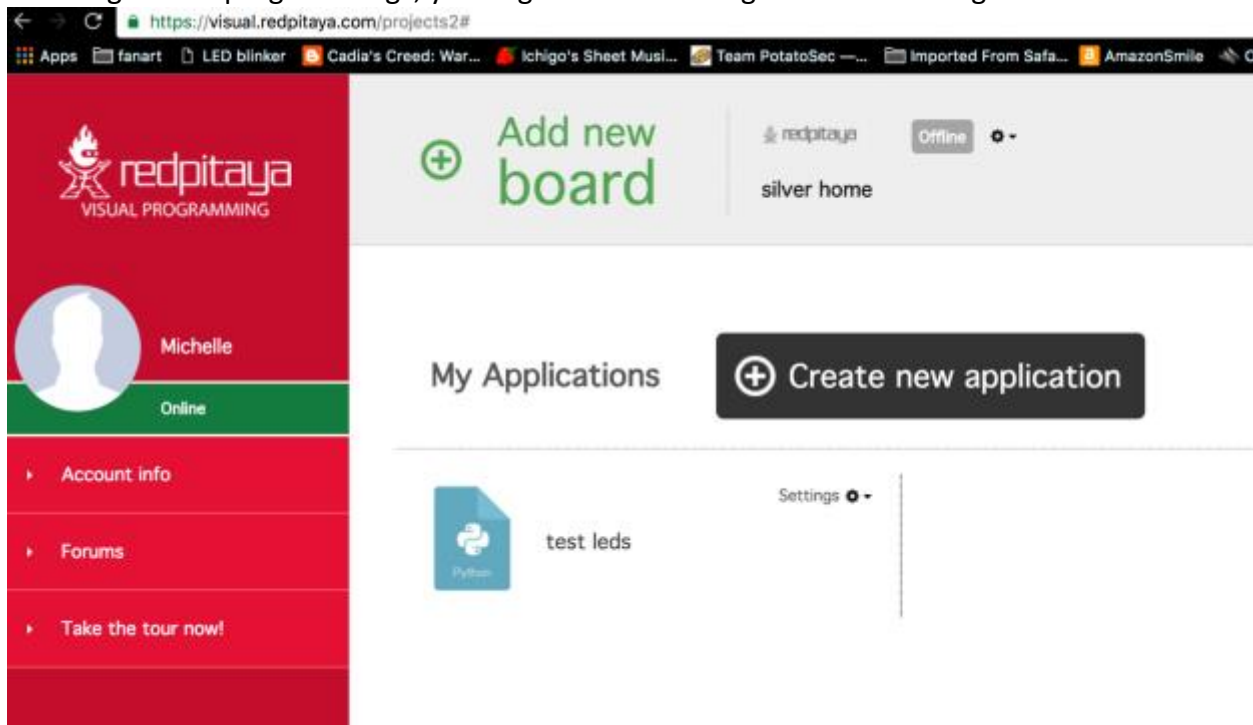 https://visual.redpitaya.com/projects2#
Apps fanart LED blinker Cadia's Creed: War... Ichigo's Sheet Musi... Team PotatoSec —... Imported From Safa... AmazonSmile
redpitaya
VISUAL PROGRAMMING
Add new
board
redpitaya Offline
silver home
Michelle
Online
My Applications Create new application
Account info
Forums
Take the tour now!
Settings
test leds
Python